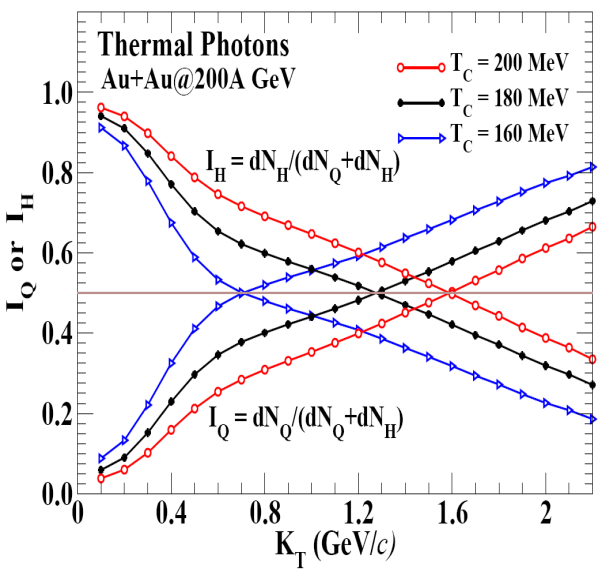 Thermal Photons
Au+Au@200A GeV
T_C = 200 MeV
T_C = 180 MeV
T_C = 160 MeV
I_H = dN_H/(dN_Q+dN_H)
I_Q = dN_Q/(dN_Q+dN_H)
I_Q or I_H
1.0
0.8
0.6
0.4
0.2
0.0
0 0.4 0.8 1.2 1.6 2
K_T (GeV/c)